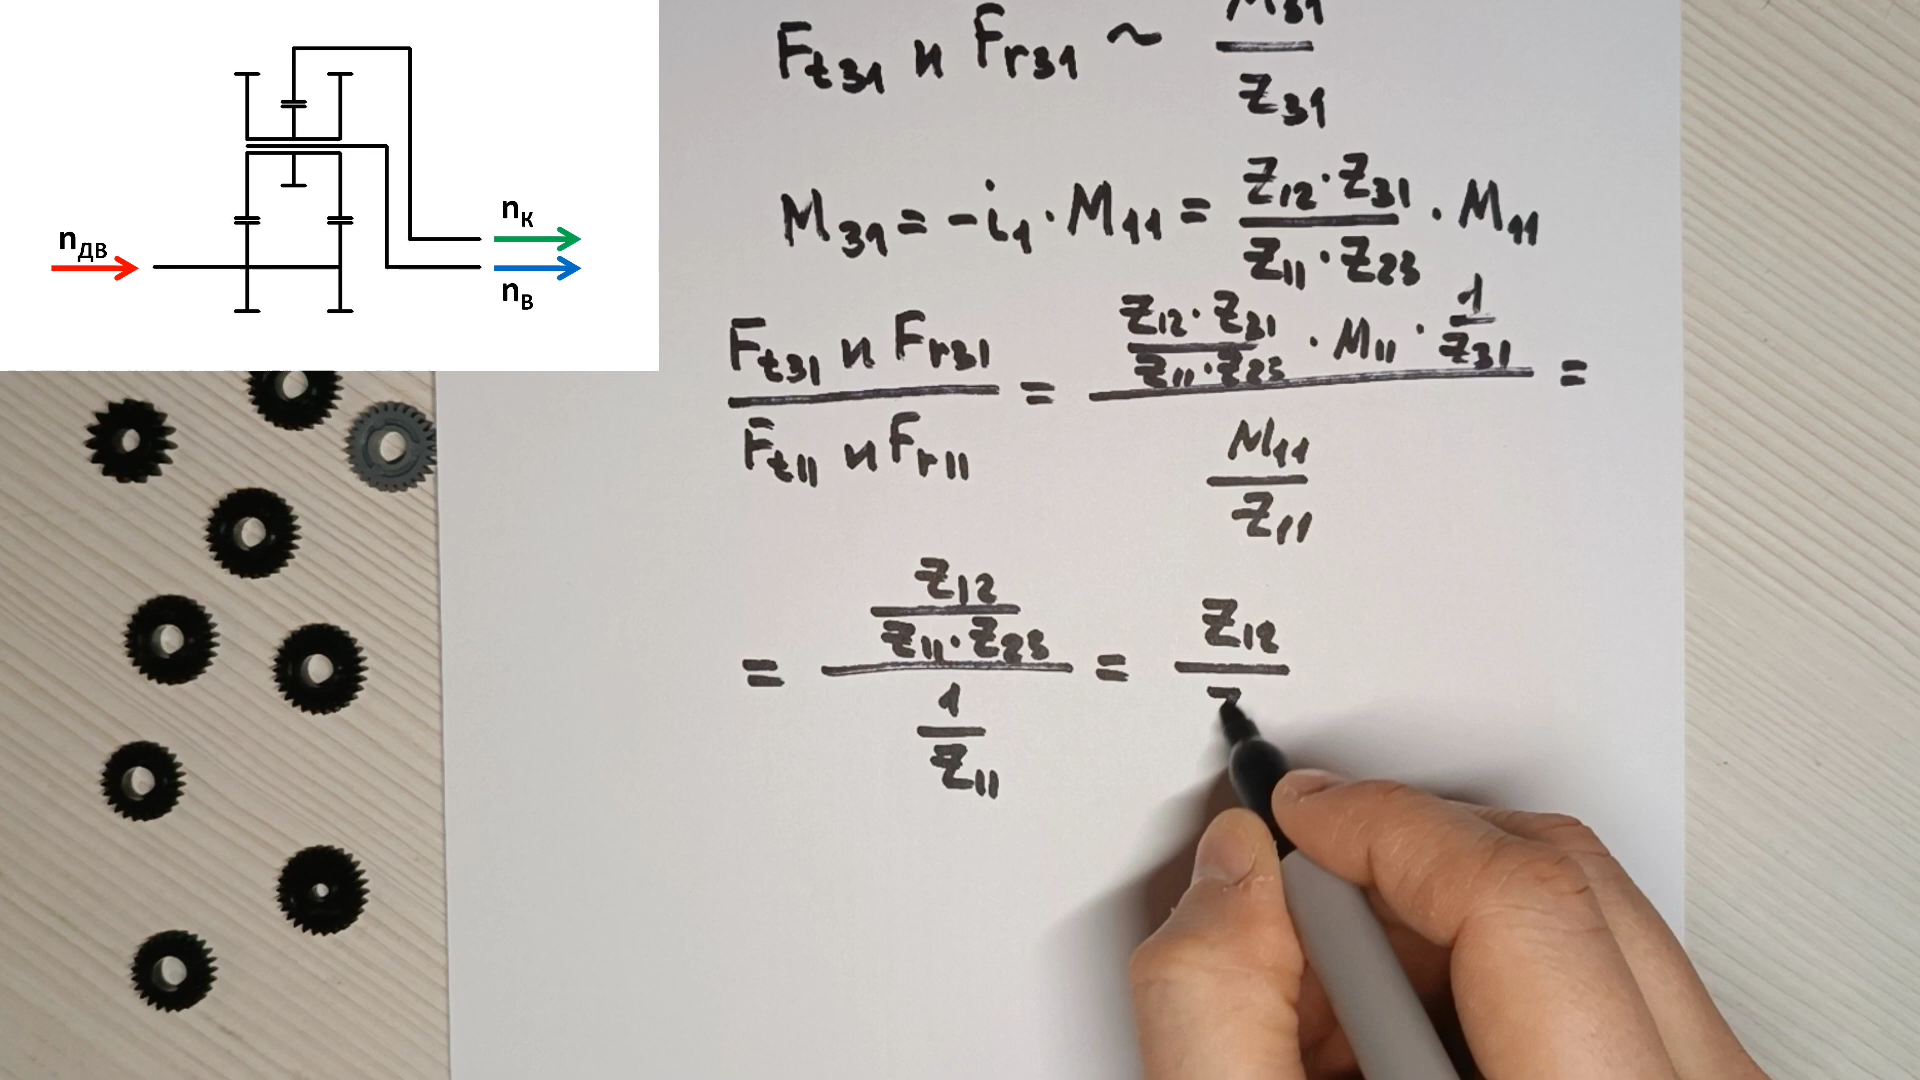 nК
nДВ
nВ
Ft31 и Fr31 ~ M31 / z31
M31 = -i1 · M11 = z12 · z31 / z11 · z23 · M11
Ft31 и Fr31 / Ft11 и Fr11 = z12 · z31 / z11 · z23 · M11 · 1 / z31 / M11 / z11 =
= z12 / z11 · z23 / 1 / z11 = z12 / z